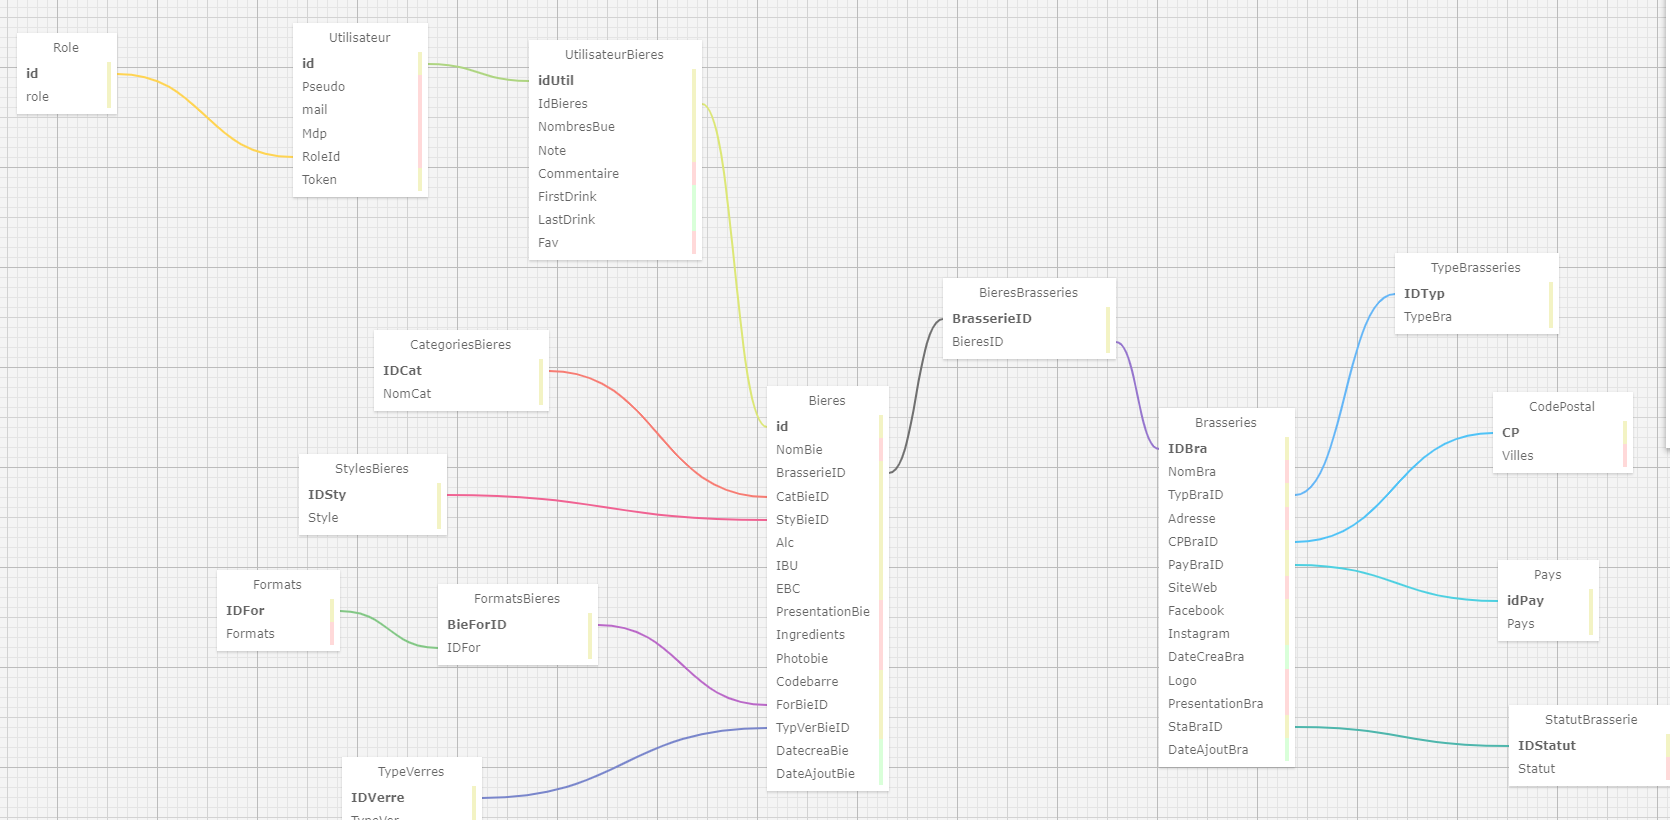 Role
id
role
Utilisateur
id
Pseudo
mail
Mdp
RoleId
Token
UtilisateurBieres
idUtil
IdBieres
NombresBue
Note
Commentaire
FirstDrink
LastDrink
Fav
CategoriesBieres
IDCat
NomCat
StylesBieres
IDSty
Style
Formats
IDFor
Formats
FormatsBieres
BieForID
IDFor
TypeVerres
IDVerre
TypeVer
Bieres
id
NomBie
BrasserieID
CatBieID
StyBieID
Alc
IBU
EBC
PresentationBie
Ingredients
Photobie
Codebarre
ForBieID
TypVerBieID
DatecreaBie
DateAjoutBie
BieresBrasseries
BrasserieID
BieresID
Brasseries
IDBra
NomBra
TypBraID
Adresse
CPBraID
PayBraID
SiteWeb
Facebook
Instagram
DateCreaBra
Logo
PresentationBra
StaBraID
DateAjoutBra
TypeBrasseries
IDTyp
TypeBra
CodePostal
CP
Villes
Pays
idPay
Pays
StatutBrasserie
IDStatut
Statut